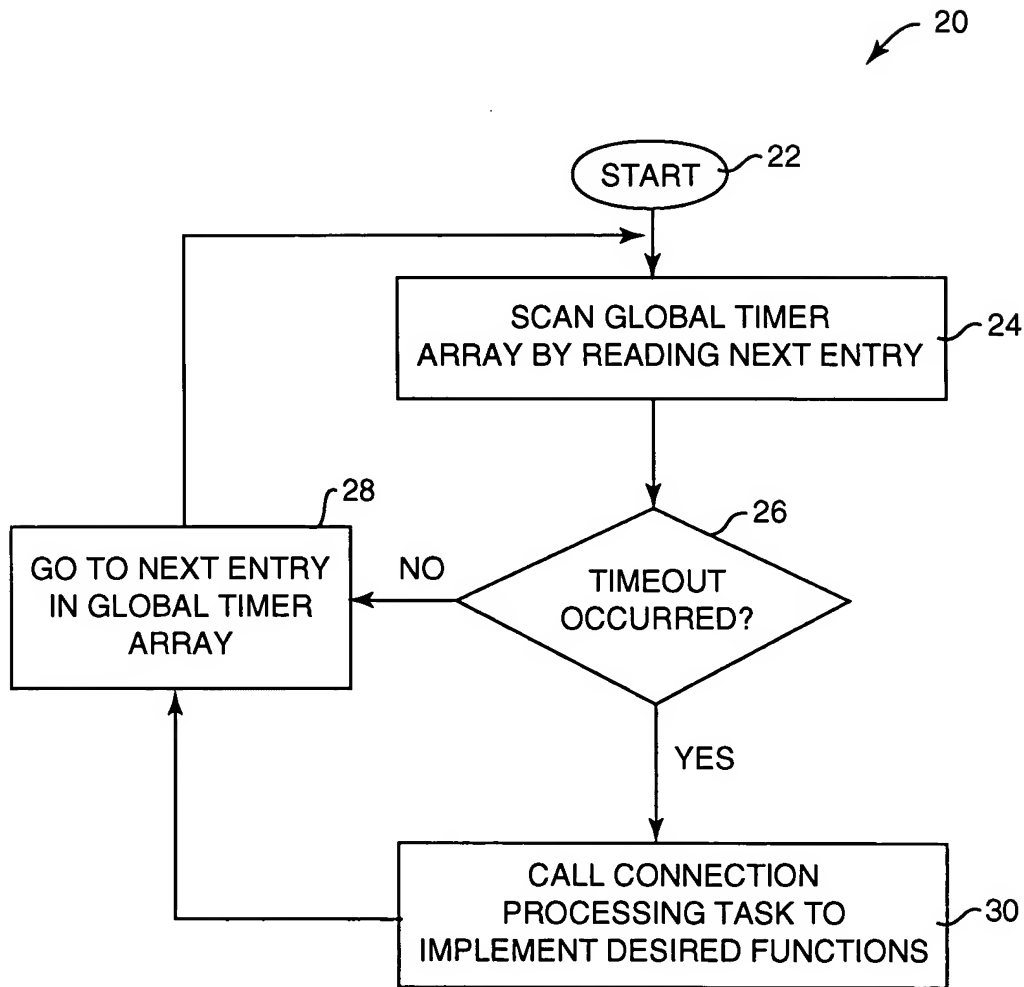 20
START
22
SCAN GLOBAL TIMER
ARRAY BY READING NEXT ENTRY
24
28
26
GO TO NEXT ENTRY
IN GLOBAL TIMER
ARRAY
NO
TIMEOUT
OCCURRED?
YES
CALL CONNECTION
PROCESSING TASK TO
IMPLEMENT DESIRED FUNCTIONS
30